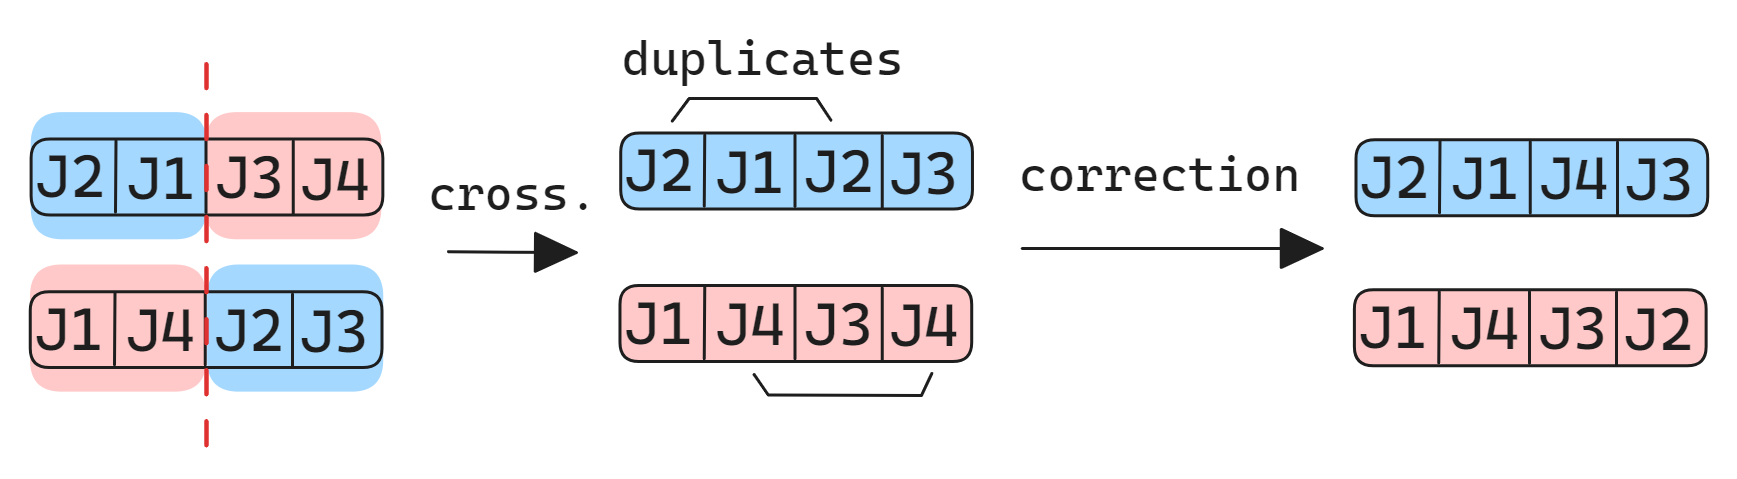 duplicates
J2 J1 J3 J4
cross.
J2 J1 J2 J3
correction
J2 J1 J4 J3
J1 J4 J2 J3
J1 J4 J3 J4
J1 J4 J3 J2